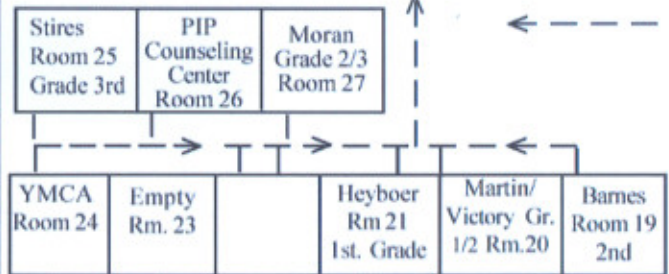 Stires
Room 25
Grade 3rd
PIP
Counseling
Center
Room 26
Moran
Grade 2/3
Room 27
YMCA
Room 24
Empty
Rm. 23
Heyboer
Rm 21
1st. Grade
Martin/
Victory Gr.
1/2 Rm.20
Barnes
Room 19
2nd